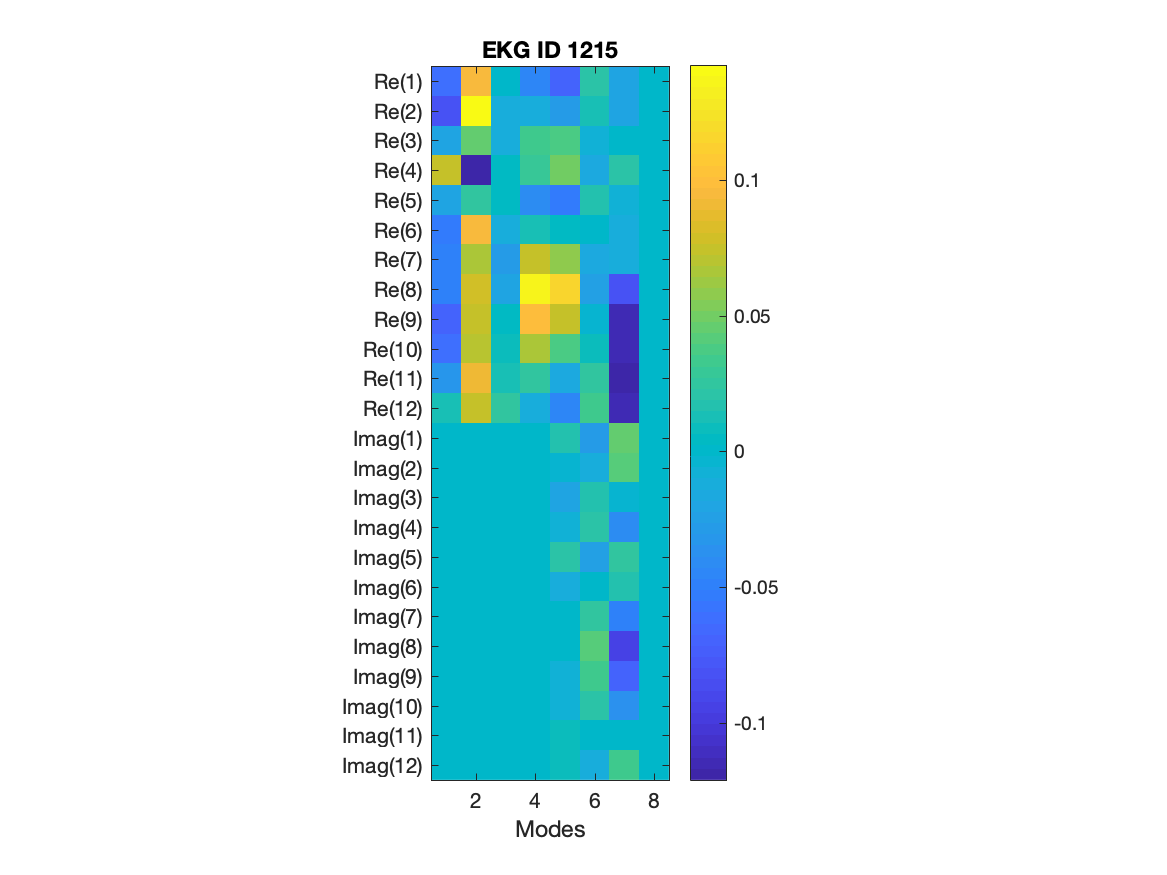 EKG ID 1215
Re(1)
Re(2)
Re(3)
Re(4)
Re(5)
Re(6)
Re(7)
Re(8)
Re(9)
Re(10)
Re(11)
Re(12)
Imag(1)
Imag(2)
Imag(3)
Imag(4)
Imag(5)
Imag(6)
Imag(7)
Imag(8)
Imag(9)
Imag(10)
Imag(11)
Imag(12)
2 4 6 8
Modes
0.1
0.05
0
-0.05
-0.1